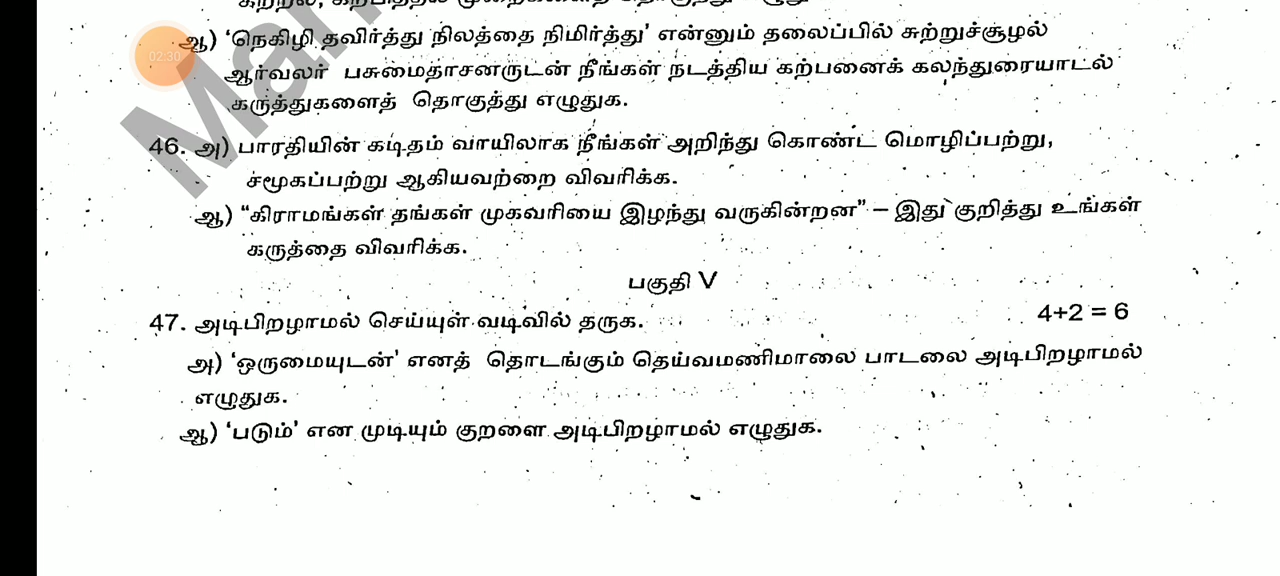 ஆ) ‘நெகிழி தவிர்த்து நிலத்தை நிமிர்த்து’ என்னும் தலைப்பில் சுற்றுச்சூழல்
02:30
ஆர்வலர் பசுமைதாசனருடன் நீங்கள் நடத்திய கற்பனைக் கலந்துரையாடல்
கருத்துகளைத் தொகுத்து எழுதுக.
46. அ) பாரதியின் கடிதம் வாயிலாக நீங்கள் அறிந்து கொண்ட மொழிப்பற்று,
சமூகப்பற்று ஆகியவற்றை விவரிக்க.
ஆ) “கிராமங்கள் தங்கள் முகவரியை இழந்து வருகின்றன” – இது குறித்து உங்கள்
கருத்தை விவரிக்க.
பகுதி V
47. அடிபிறழாமல் செய்யுள் வடிவில் தருக. 4+2 = 6
அ) ‘ஒருமையுடன்’ எனத் தொடங்கும் தெய்வமணிமாலை பாடலை அடிபிறழாமல்
எழுதுக.
ஆ) ‘படும்’ என முடியும் குறளை அடிபிறழாமல் எழுதுக.